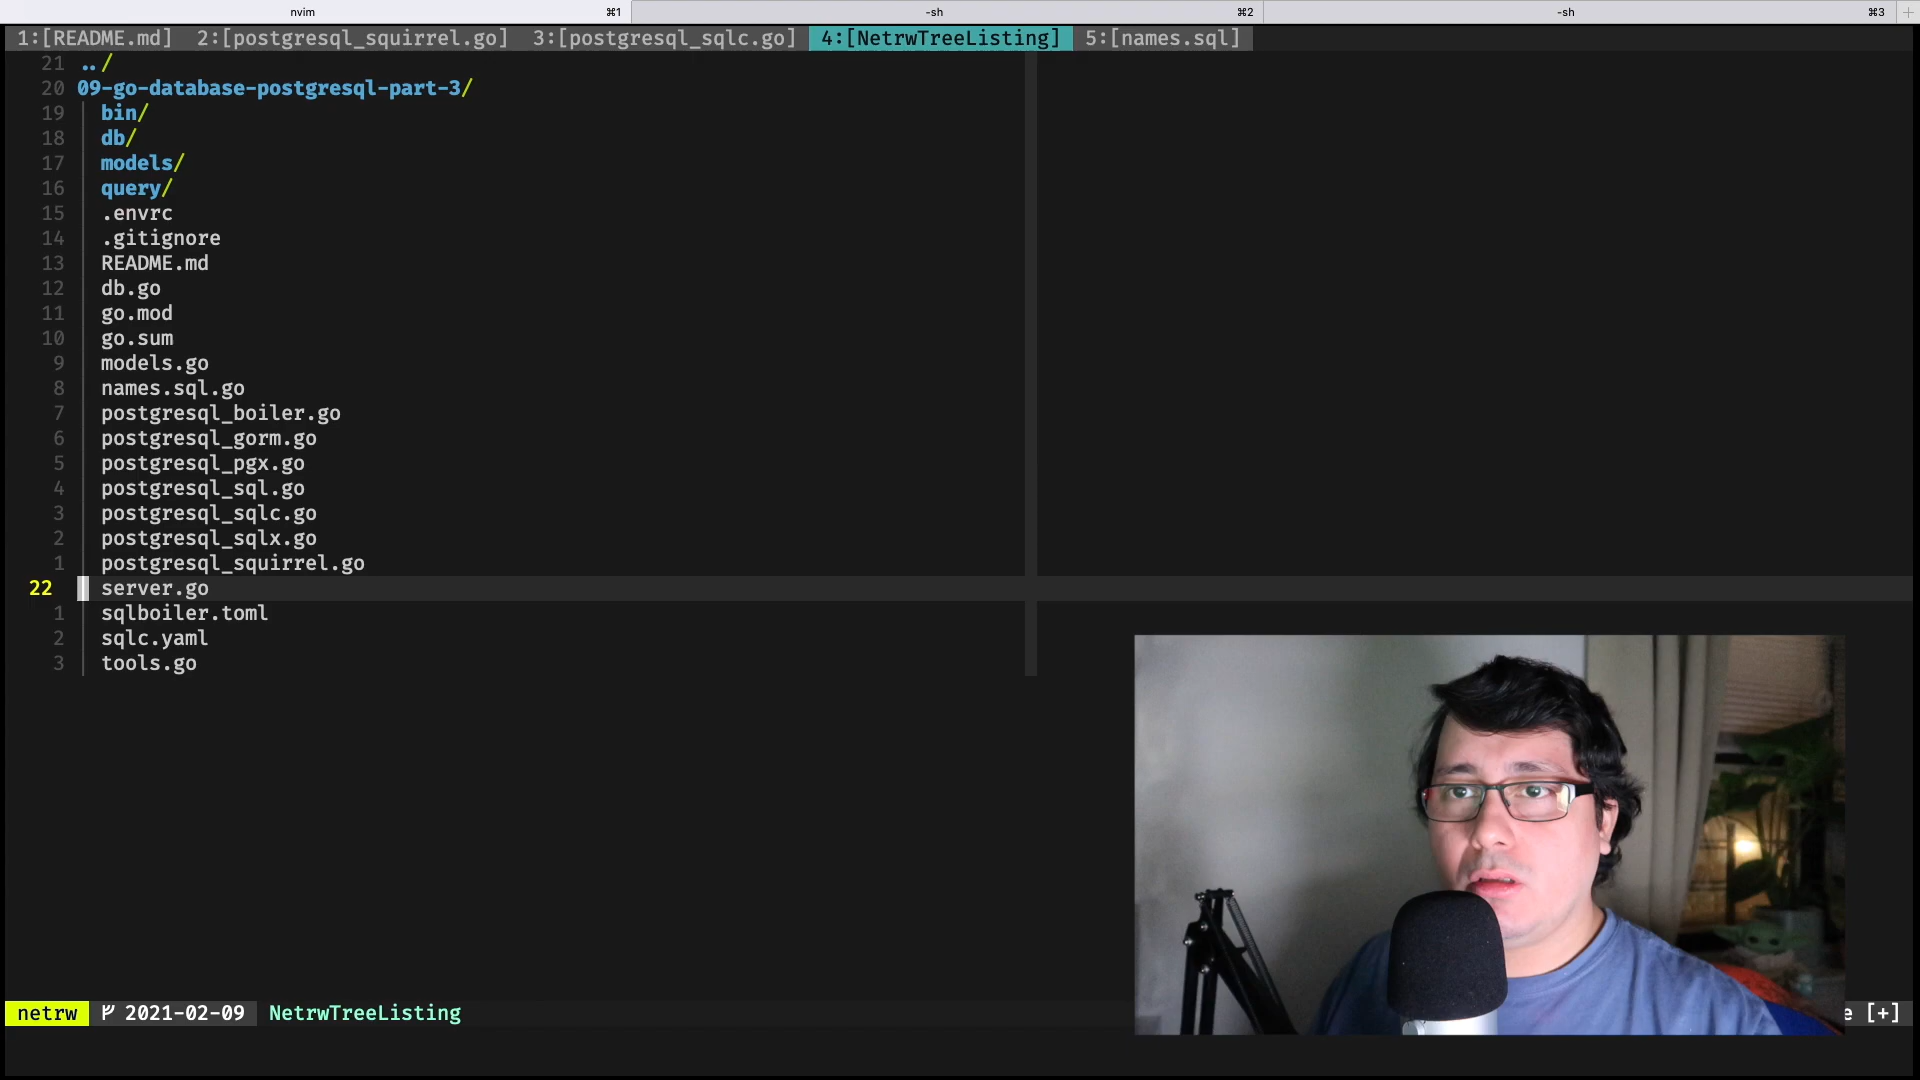 nvim ⌘1 -sh ⌘2 -sh ⌘3 +
1:[README.md] 2:[postgresql_squirrel.go] 3:[postgresql_sqlc.go] 4:[NetrwTreeListing] 5:[names.sql]
21 ../
20 09-go-database-postgresql-part-3/
19 bin/
18 db/
17 models/
16 query/
15 .envrc
14 .gitignore
13 README.md
12 db.go
11 go.mod
10 go.sum
9 models.go
8 names.sql.go
7 postgresql_boiler.go
6 postgresql_gorm.go
5 postgresql_pgx.go
4 postgresql_sql.go
3 postgresql_sqlc.go
2 postgresql_sqlx.go
1 postgresql_squirrel.go
22 server.go
1 sqlboiler.toml
2 sqlc.yaml
3 tools.go
netrw 2021-02-09 NetrwTreeListing e [+]